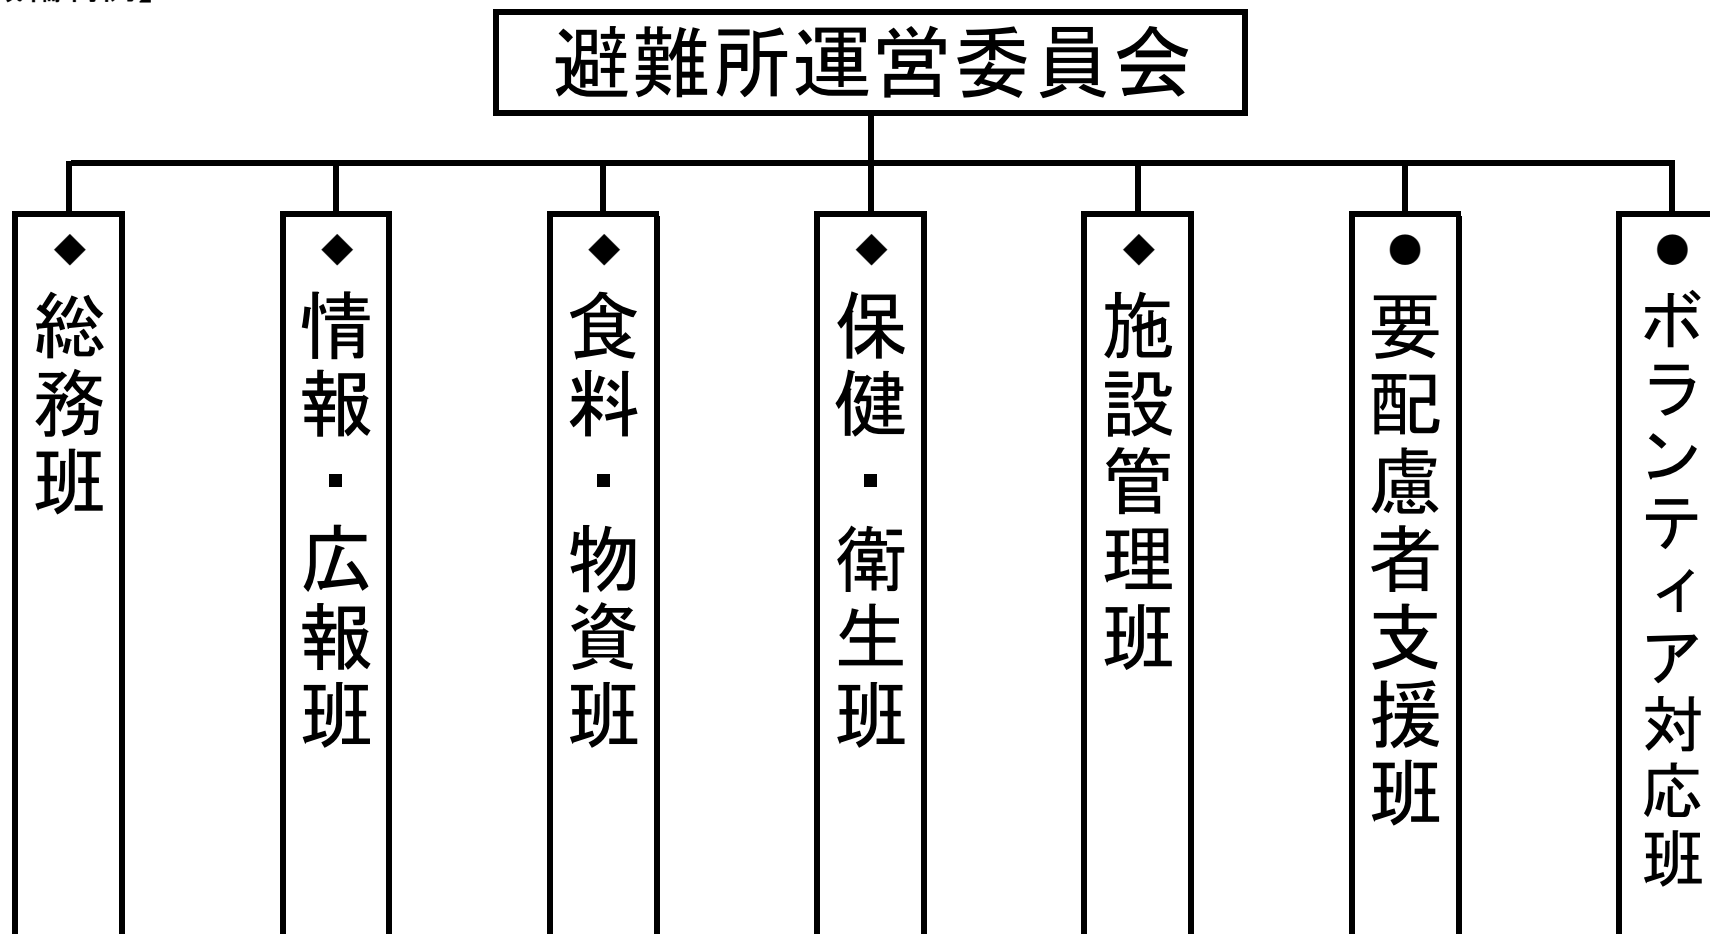 避難所運営委員会
◆総務班
◆情報・広報班
◆食料・物資班
◆保健・衛生班
◆施設管理班
●要配慮者支援班
●ボランティア対応班